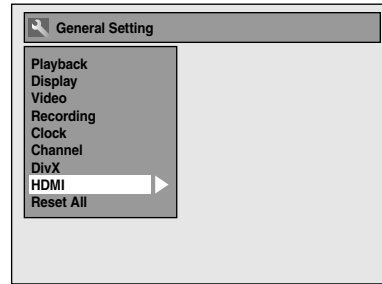 General Setting
Playback
Display
Video
Recording
Clock
Channel
DivX
HDMI
Reset All